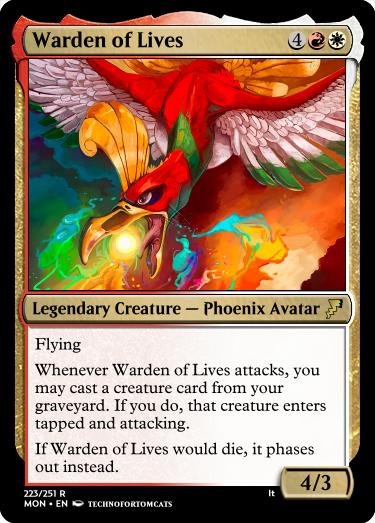 Warden of Lives 4
Legendary Creature — Phoenix Avatar
Flying
Whenever Warden of Lives attacks, you
may cast a creature card from your
graveyard. If you do, that creature enters
tapped and attacking.
If Warden of Lives would die, it phases
out instead.
4/3
223/251 R It
MON • EN TECHNOFORTOMCATS